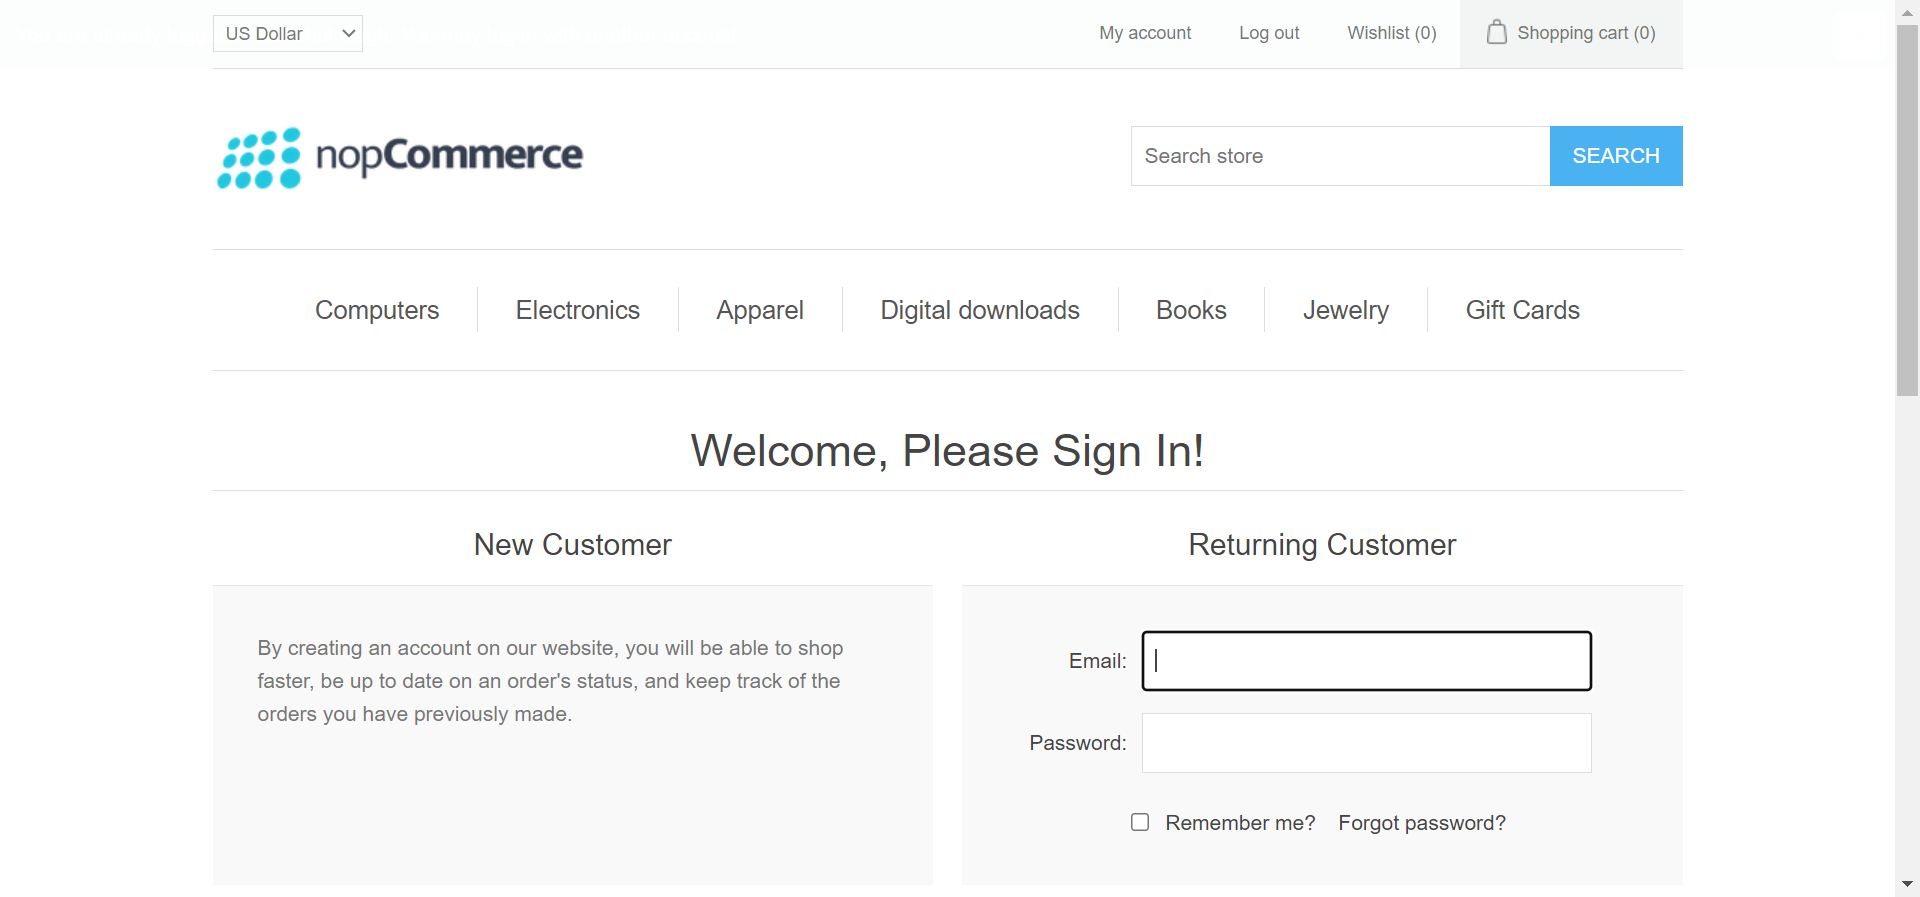 US Dollar
My account
Log out
Wishlist (0)
Shopping cart (0)
nopCommerce
Search store
SEARCH
Computers
Electronics
Apparel
Digital downloads
Books
Jewelry
Gift Cards
Welcome, Please Sign In!
New Customer
By creating an account on our website, you will be able to shop
faster, be up to date on an order's status, and keep track of the
orders you have previously made.
Returning Customer
Email:
Password:
Remember me?
Forgot password?